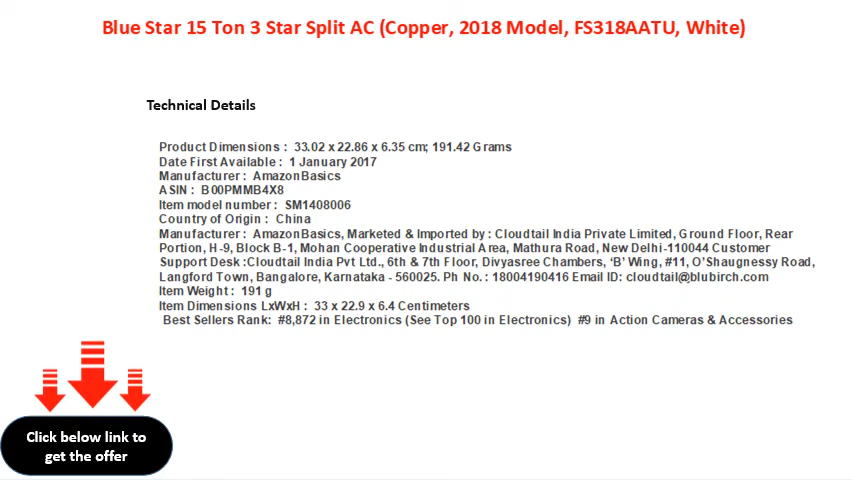 Blue Star 15 Ton 3 Star Split AC (Copper, 2018 Model, FS318AATU, White)
Technical Details
Product Dimensions : 33.02 x 22.86 x 6.35 cm; 191.42 Grams
Date First Available : 1 January 2017
Manufacturer : AmazonBasics
ASIN : B00PMMB4X8
Item model number : SM1408006
Country of Origin : China
Manufacturer : AmazonBasics, Marketed & Imported by : Cloudtail India Private Limited, Ground Floor, Rear
Portion, H-9, Block B-1, Mohan Cooperative Industrial Area, Mathura Road, New Delhi-110044 Customer
Support Desk :Cloudtail India Pvt Ltd., 6th & 7th Floor, Divyasree Chambers, ‘B’ Wing, #11, O’Shaugnessy Road,
Langford Town, Bangalore, Karnataka - 560025. Ph No. : 18004190416 Email ID: cloudtail@blubirch.com
Item Weight : 191 g
Item Dimensions LxWxH : 33 x 22.9 x 6.4 Centimeters
Best Sellers Rank: #8,872 in Electronics (See Top 100 in Electronics) #9 in Action Cameras & Accessories
Click below link to
get the offer